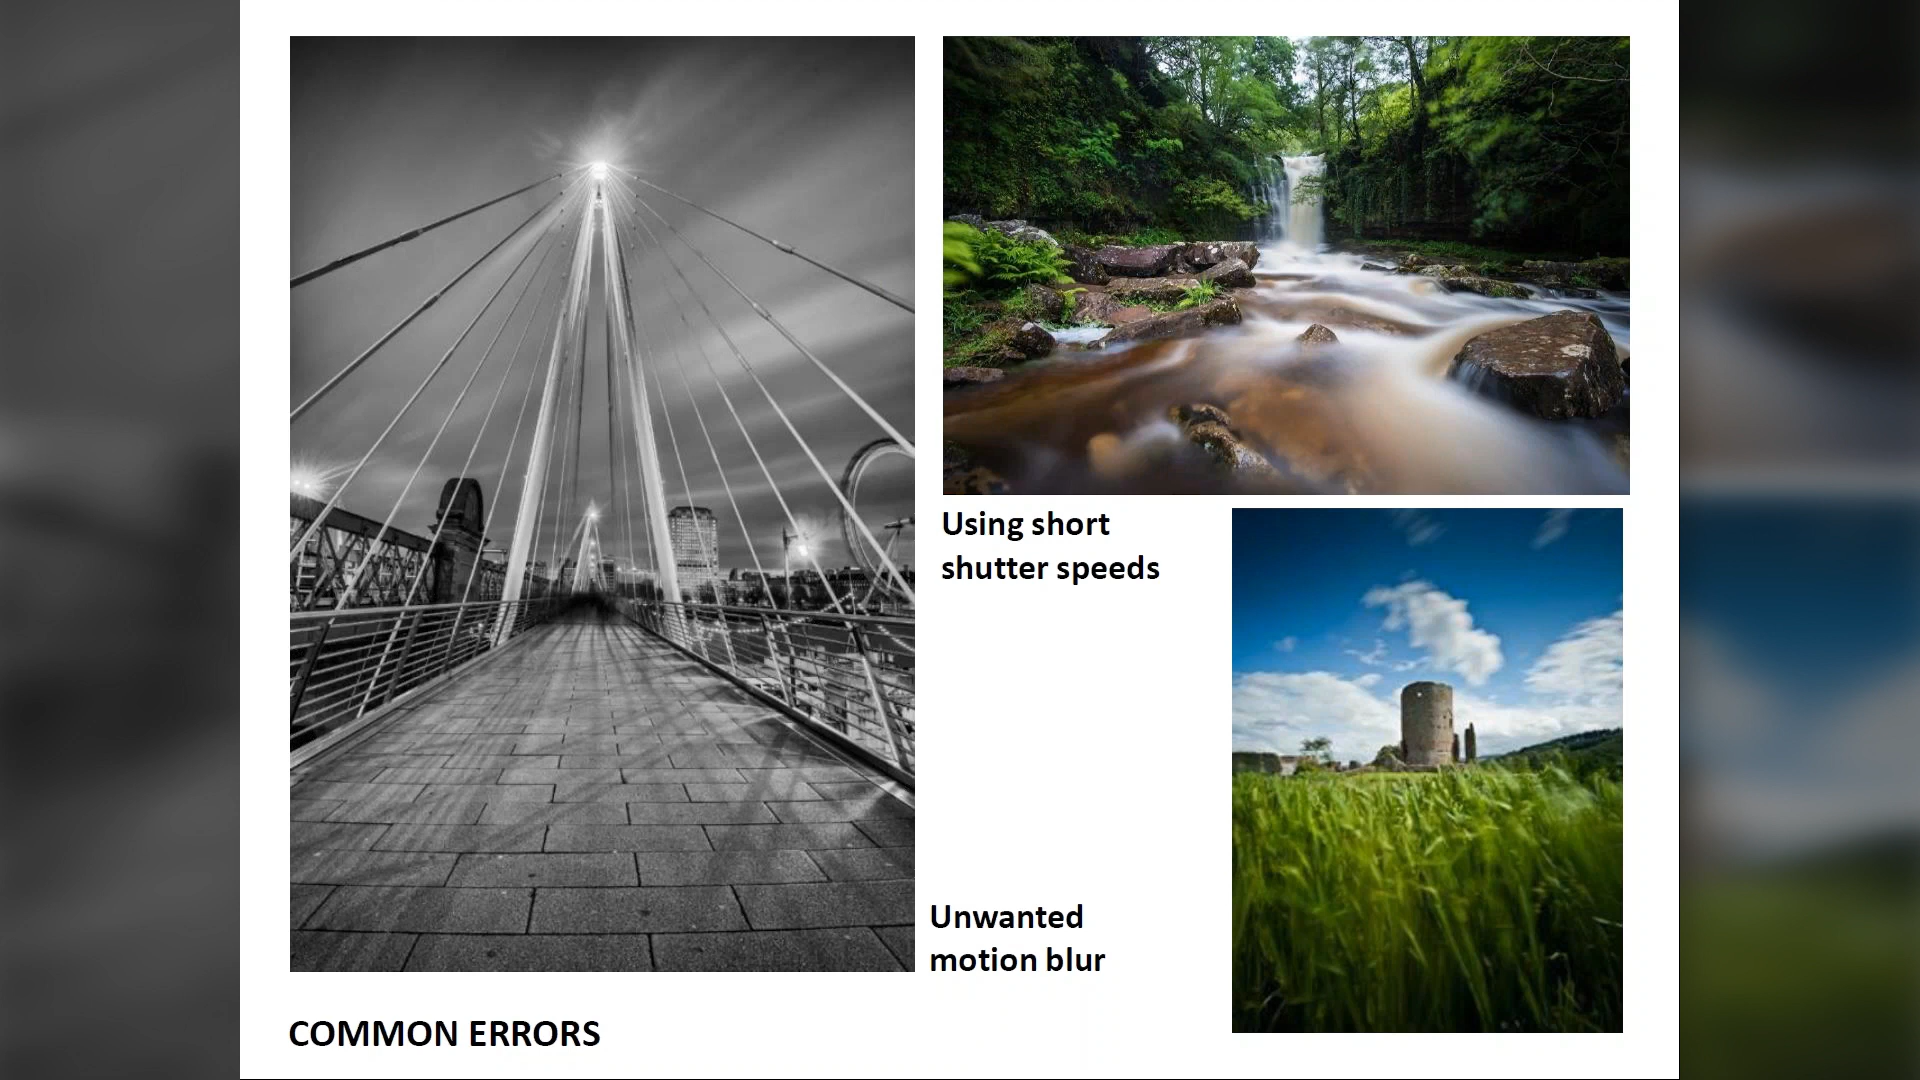 Using short
shutter speeds
Unwanted
motion blur
COMMON ERRORS